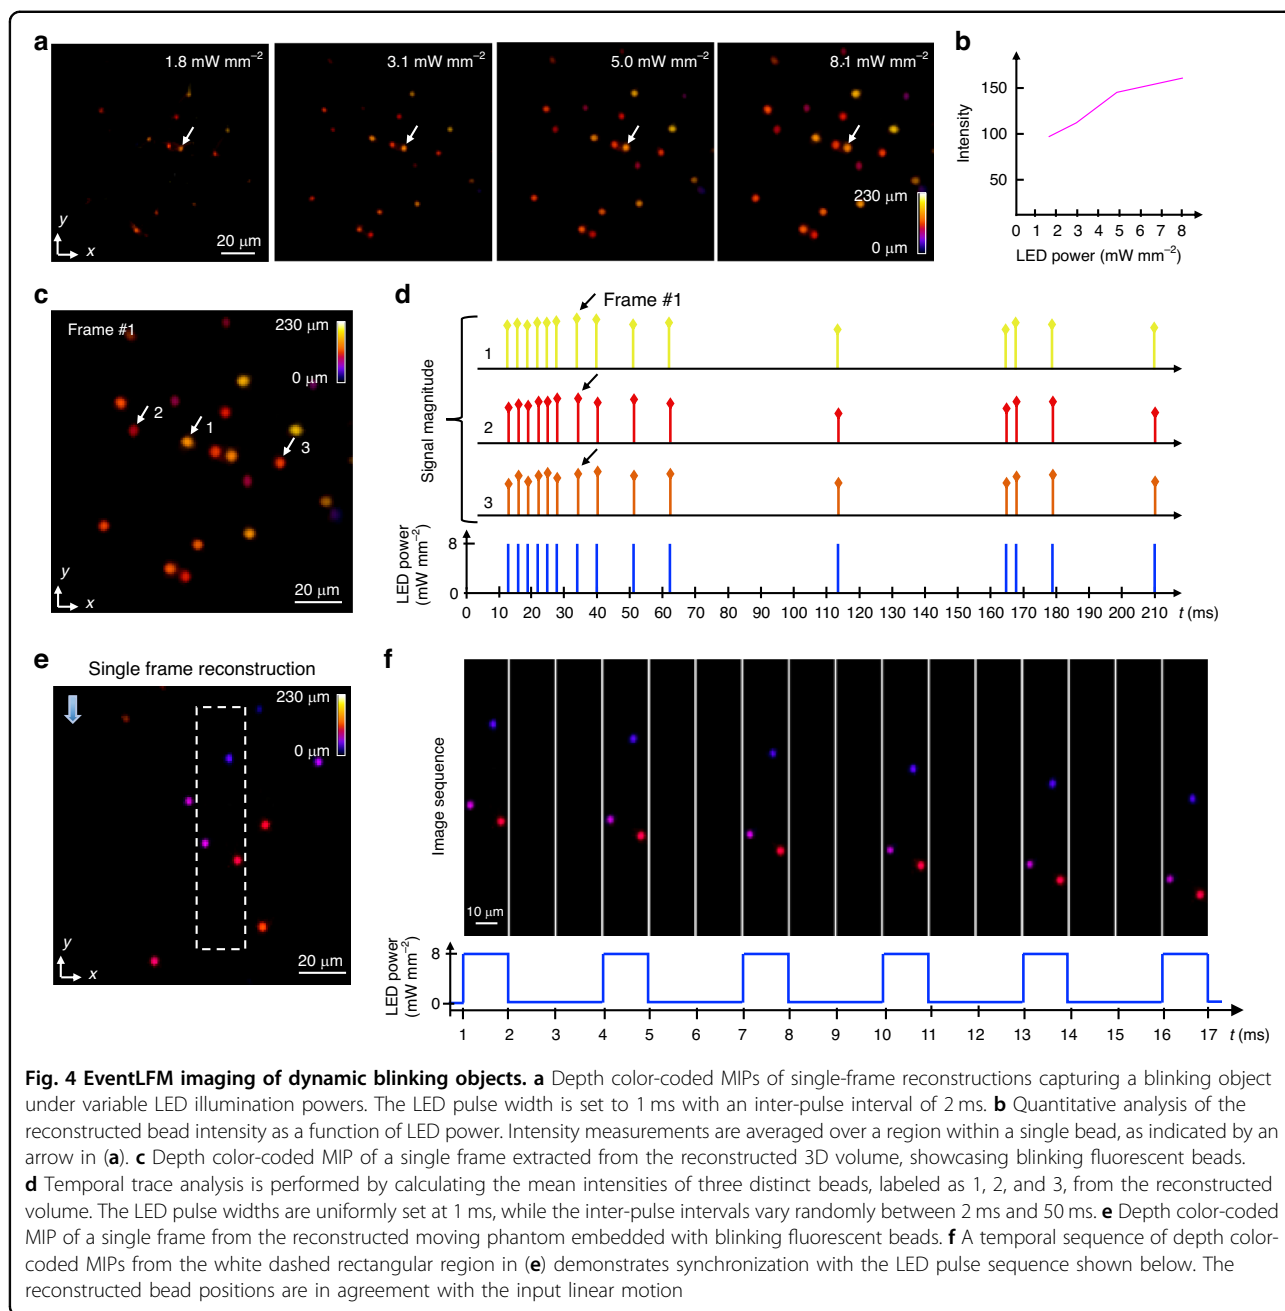 a
1.8 mW mm⁻²
3.1 mW mm⁻²
5.0 mW mm⁻²
8.1 mW mm⁻²
y
x
20 μm
230 μm
0 μm
b
Intensity
150
100
50
0 1 2 3 4 5 6 7 8
LED power (mW mm⁻²)
c
Frame #1
230 μm
0 μm
2
1
3
y
x
20 μm
d
Frame #1
Signal magnitude
1
2
3
LED power
(mW mm⁻²)
8
0
0 10 20 30 40 50 60 70 80 90 100 110 120 130 140 150 160 170 180 190 200 210 t (ms)
e
Single frame reconstruction
230 μm
0 μm
y
x
20 μm
f
Image sequence
10 μm
LED power
(mW mm⁻²)
8
0
1 2 3 4 5 6 7 8 9 10 11 12 13 14 15 16 17 t (ms)
Fig. 4 EventLFM imaging of dynamic blinking objects. a Depth color-coded MIPs of single-frame reconstructions capturing a blinking object
under variable LED illumination powers. The LED pulse width is set to 1 ms with an inter-pulse interval of 2 ms. b Quantitative analysis of the
reconstructed bead intensity as a function of LED power. Intensity measurements are averaged over a region within a single bead, as indicated by an
arrow in (a). c Depth color-coded MIP of a single frame extracted from the reconstructed 3D volume, showcasing blinking fluorescent beads.
d Temporal trace analysis is performed by calculating the mean intensities of three distinct beads, labeled as 1, 2, and 3, from the reconstructed
volume. The LED pulse widths are uniformly set at 1 ms, while the inter-pulse intervals vary randomly between 2 ms and 50 ms. e Depth color-coded
MIP of a single frame from the reconstructed moving phantom embedded with blinking fluorescent beads. f A temporal sequence of depth color-
coded MIPs from the white dashed rectangular region in (e) demonstrates synchronization with the LED pulse sequence shown below. The
reconstructed bead positions are in agreement with the input linear motion